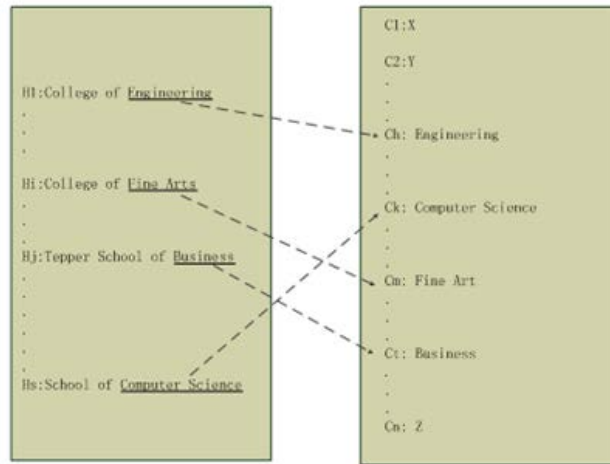 H1:College of Engineering
.
.
.
Hi:College of Fine Arts
.
.
.
Hj:Tepper School of Business
.
.
.
.
.
.
Hs:School of Computer Science
C1:X
C2:Y
.
.
.
Ch: Engineering
.
.
.
Ck: Computer Science
.
.
.
Cm: Fine Art
.
.
.
Ct: Business
.
.
.
Cn: Z